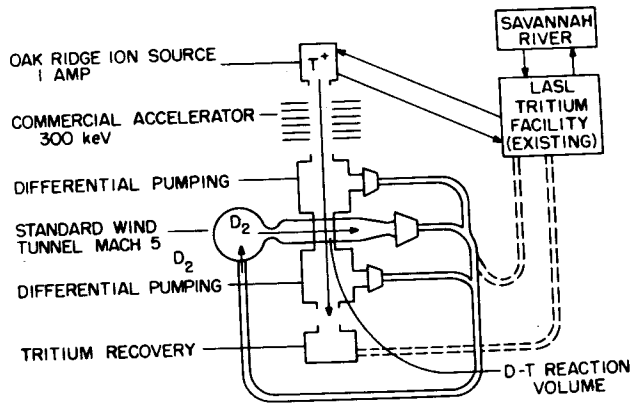 SAVANNAH
RIVER
OAK RIDGE ION SOURCE
1 AMP
T+
LASL
TRITIUM
FACILITY
(EXISTING)
COMMERCIAL ACCELERATOR
300 keV
DIFFERENTIAL PUMPING
STANDARD WIND
TUNNEL MACH 5
D2
D2
DIFFERENTIAL PUMPING
TRITIUM RECOVERY
D-T REACTION
VOLUME